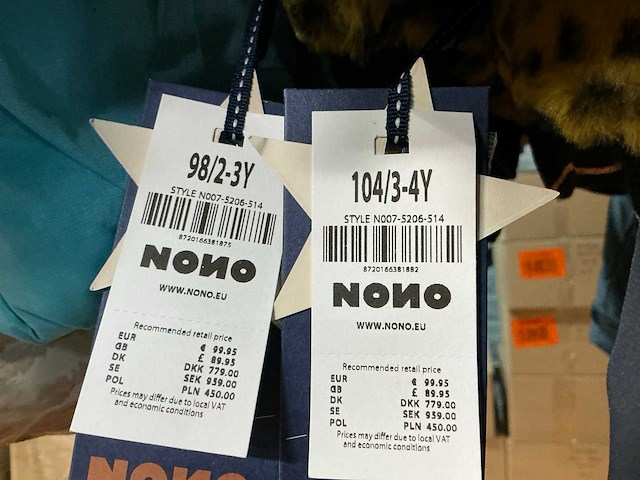 98/2-3Y
STYLE N007-5206-514
8720166381875
NONO
WWW.NONO.EU
Recommended retail price
EUR € 99.95
GB £ 89.95
DK DKK 779.00
SE SEK 939.00
POL PLN 450.00
Prices may differ due to local VAT
and economic conditions
NONO
104/3-4Y
STYLE N007-5206-514
8720166381882
NONO
WWW.NONO.EU
Recommended retail price
EUR € 99.95
GB £ 89.95
DK DKK 779.00
SE SEK 939.00
POL PLN 450.00
Prices may differ due to local VAT
and economic conditions